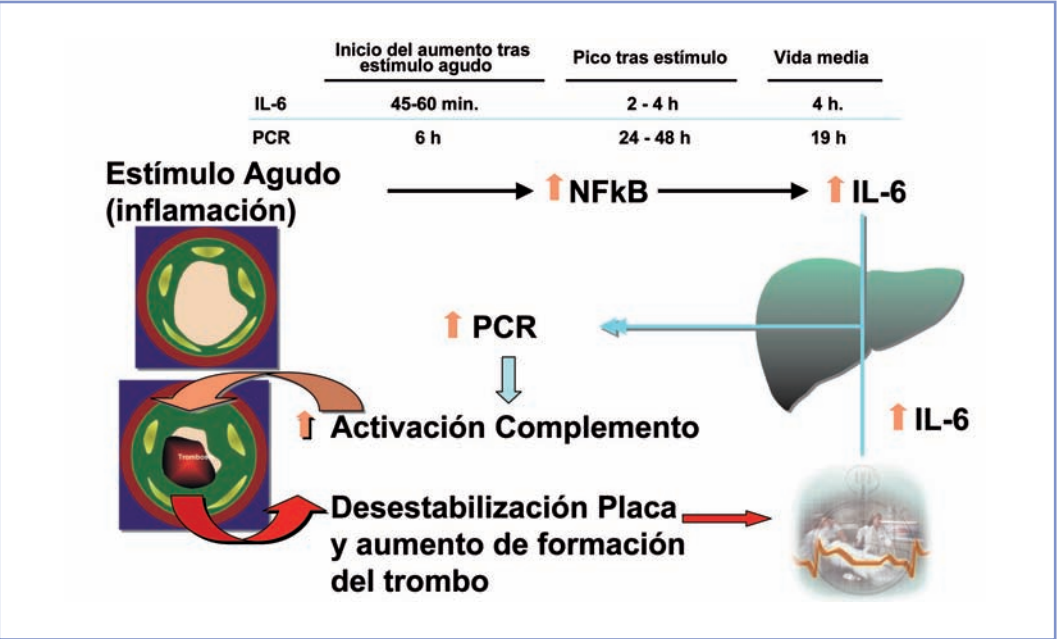 Inicio del aumento tras
estímulo agudo
Pico tras estímulo
Vida media
IL-6 45-60 min. 2 - 4 h 4 h.
PCR 6 h 24 - 48 h 19 h
Estímulo Agudo
(inflamación)
NFkB
IL-6
PCR
IL-6
Activación Complemento
Trombo
Desestabilización Placa
y aumento de formación
del trombo